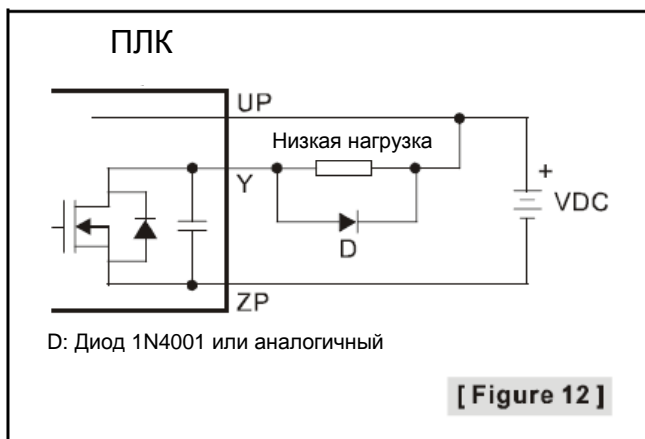 ПЛК
UP
Низкая нагрузка
Y
+
VDC
D
ZP
D: Диод 1N4001 или аналогичный
[ Figure 12 ]